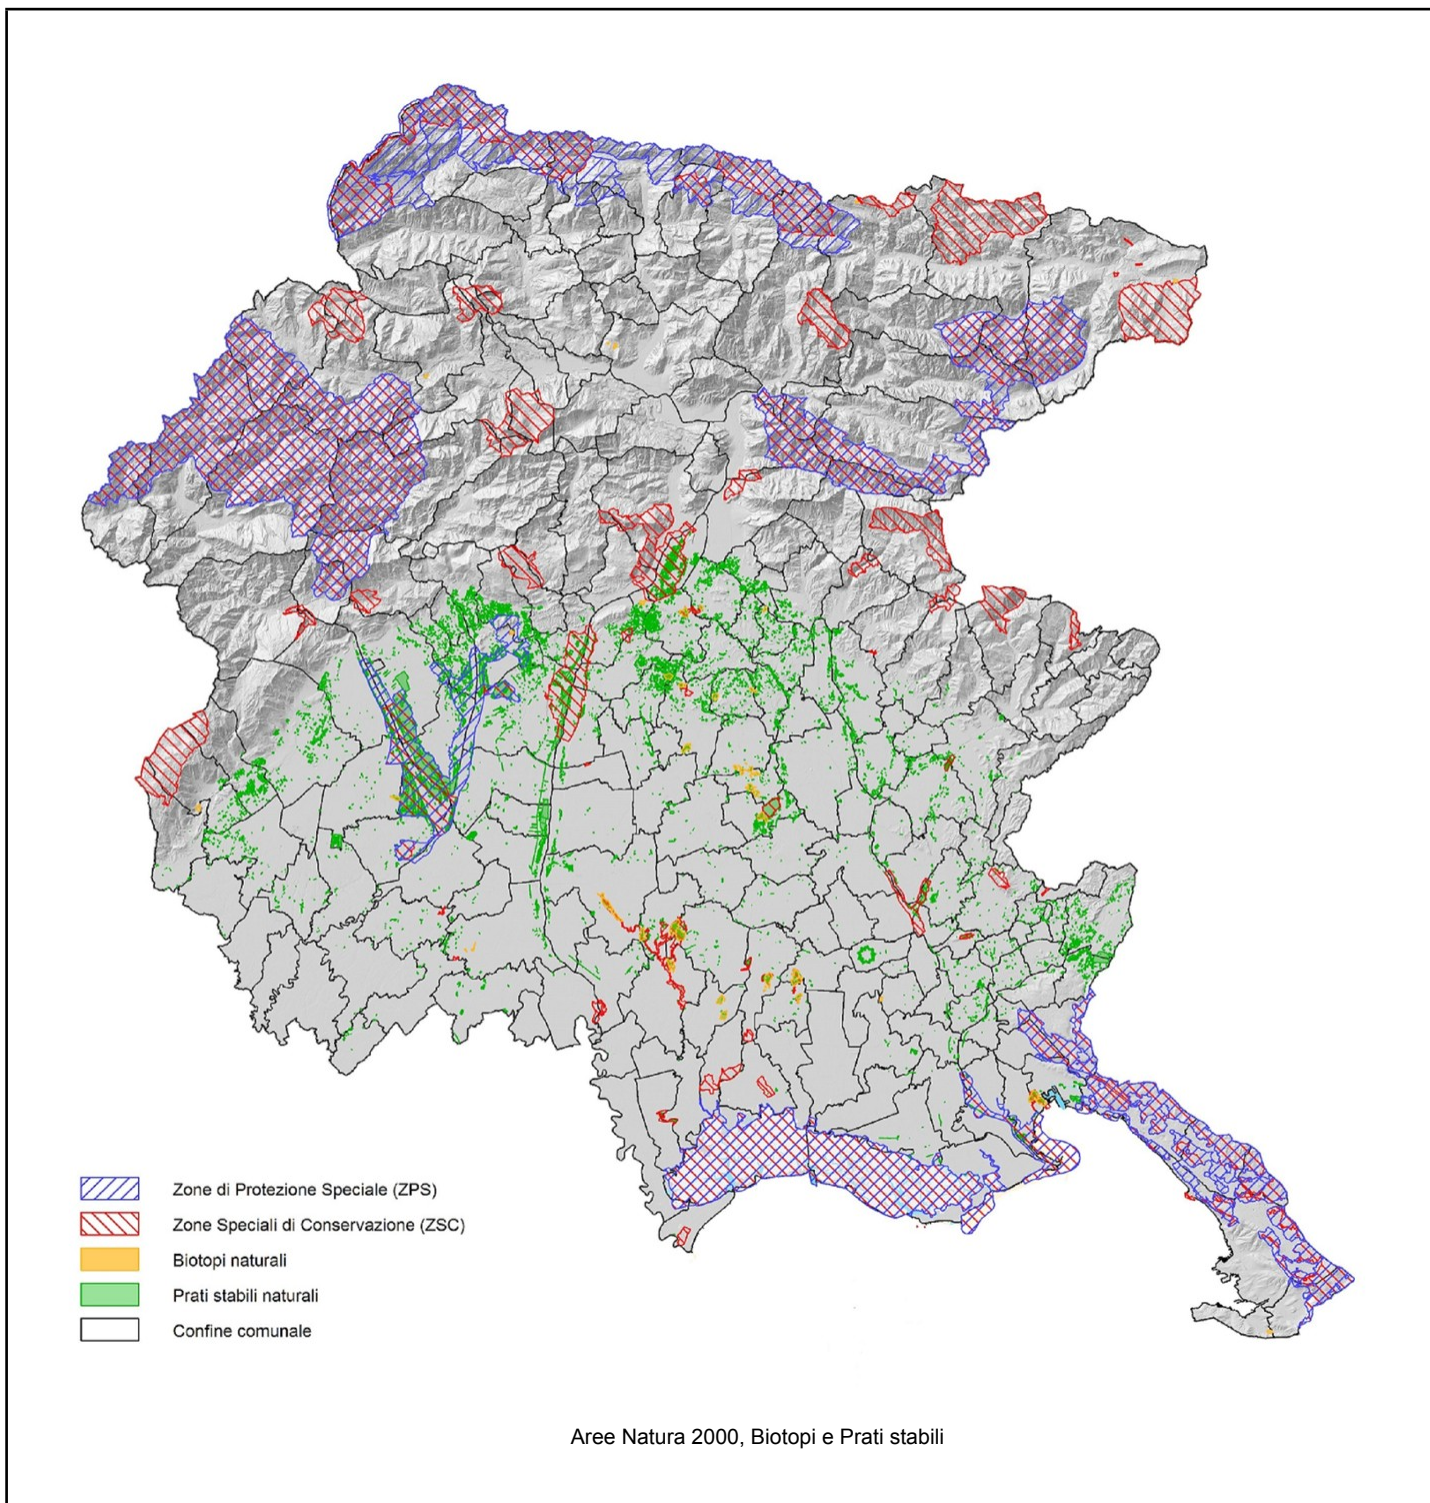 Zone di Protezione Speciale (ZPS)
Zone Speciali di Conservazione (ZSC)
Biotopi naturali
Prati stabili naturali
Confine comunale
Aree Natura 2000, Biotopi e Prati stabili